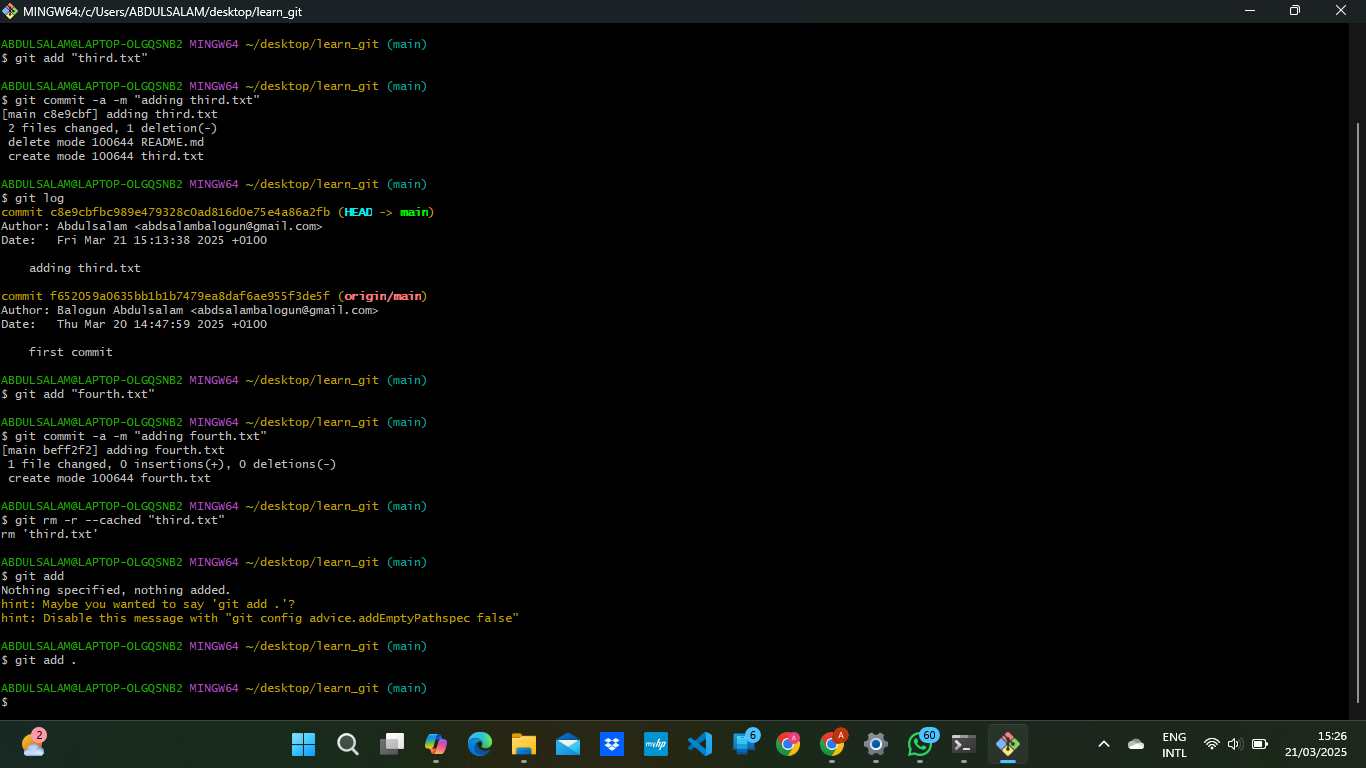 MINGW64:/c/Users/ABDULSALAM/desktop/learn_git
ABDULSALAM@LAPTOP-OLGQSNB2 MINGW64 ~/desktop/learn_git (main)
$ git add "third.txt"
ABDULSALAM@LAPTOP-OLGQSNB2 MINGW64 ~/desktop/learn_git (main)
$ git commit -a -m "adding third.txt"
[main c8e9cbf] adding third.txt
2 files changed, 1 deletion(-)
delete mode 100644 README.md
create mode 100644 third.txt
ABDULSALAM@LAPTOP-OLGQSNB2 MINGW64 ~/desktop/learn_git (main)
$ git log
commit c8e9cbfbc989e479328c0ad816d0e75e4a86a2fb (HEAD -> main)
Author: Abdulsalam <abdsalambalogun@gmail.com>
Date:   Fri Mar 21 15:13:38 2025 +0100
adding third.txt
commit f652059a0635bb1b1b7479ea8daf6ae955f3de5f (origin/main)
Author: Balogun Abdulsalam <abdsalambalogun@gmail.com>
Date:   Thu Mar 20 14:47:59 2025 +0100
first commit
ABDULSALAM@LAPTOP-OLGQSNB2 MINGW64 ~/desktop/learn_git (main)
$ git add "fourth.txt"
ABDULSALAM@LAPTOP-OLGQSNB2 MINGW64 ~/desktop/learn_git (main)
$ git commit -a -m "adding fourth.txt"
[main beff2f2] adding fourth.txt
1 file changed, 0 insertions(+), 0 deletions(-)
create mode 100644 fourth.txt
ABDULSALAM@LAPTOP-OLGQSNB2 MINGW64 ~/desktop/learn_git (main)
$ git rm -r --cached "third.txt"
rm 'third.txt'
ABDULSALAM@LAPTOP-OLGQSNB2 MINGW64 ~/desktop/learn_git (main)
$ git add
Nothing specified, nothing added.
hint: Maybe you wanted to say 'git add .'?
hint: Disable this message with "git config advice.addEmptyPathspec false"
ABDULSALAM@LAPTOP-OLGQSNB2 MINGW64 ~/desktop/learn_git (main)
$ git add .
ABDULSALAM@LAPTOP-OLGQSNB2 MINGW64 ~/desktop/learn_git (main)
$
2
myhp
6
A
A
60
ENG
INTL
15:26
21/03/2025